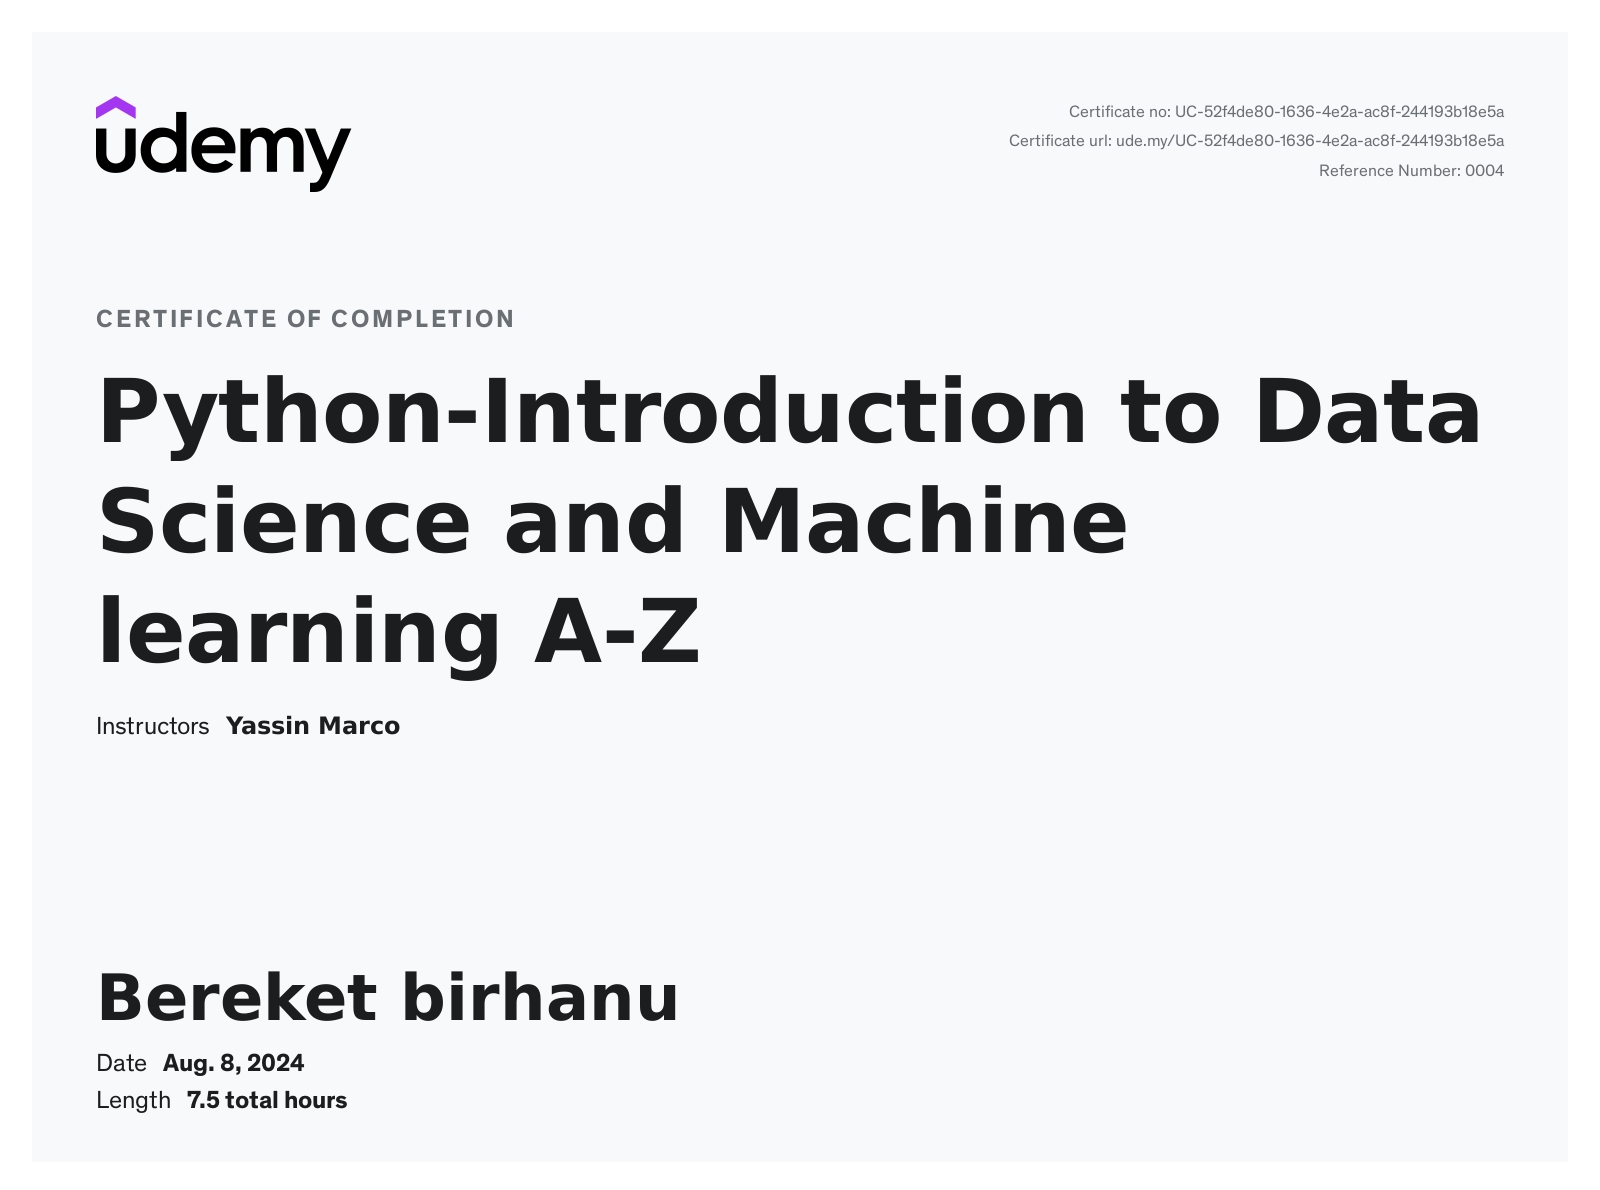 udemy
Certificate no: UC-52f4de80-1636-4e2a-ac8f-244193b18e5a
Certificate url: ude.my/UC-52f4de80-1636-4e2a-ac8f-244193b18e5a
Reference Number: 0004
CERTIFICATE OF COMPLETION
Python-Introduction to Data
Science and Machine
learning A-Z
Instructors Yassin Marco
Bereket birhanu
Date Aug. 8, 2024
Length 7.5 total hours